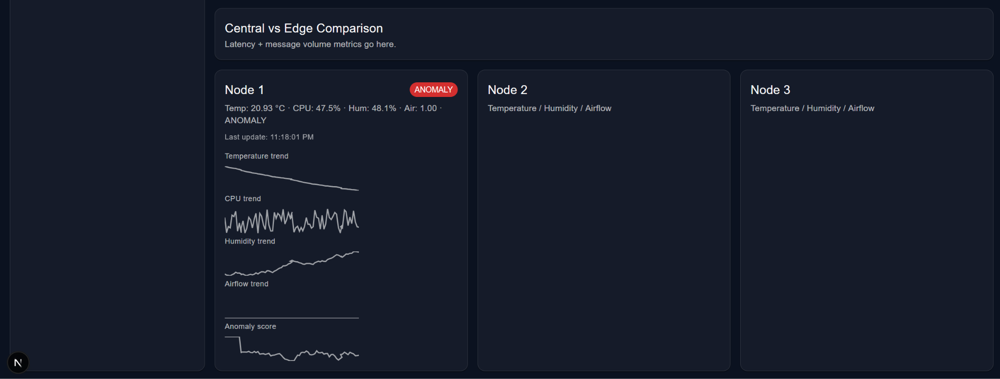 Central vs Edge Comparison
Latency + message volume metrics go here.
Node 1
ANOMALY
Temp: 20.93 °C · CPU: 47.5% · Hum: 48.1% · Air: 1.00 ·
ANOMALY
Last update: 11:18:01 PM
Temperature trend
CPU trend
Humidity trend
Airflow trend
Anomaly score
Node 2
Temperature / Humidity / Airflow
Node 3
Temperature / Humidity / Airflow
N